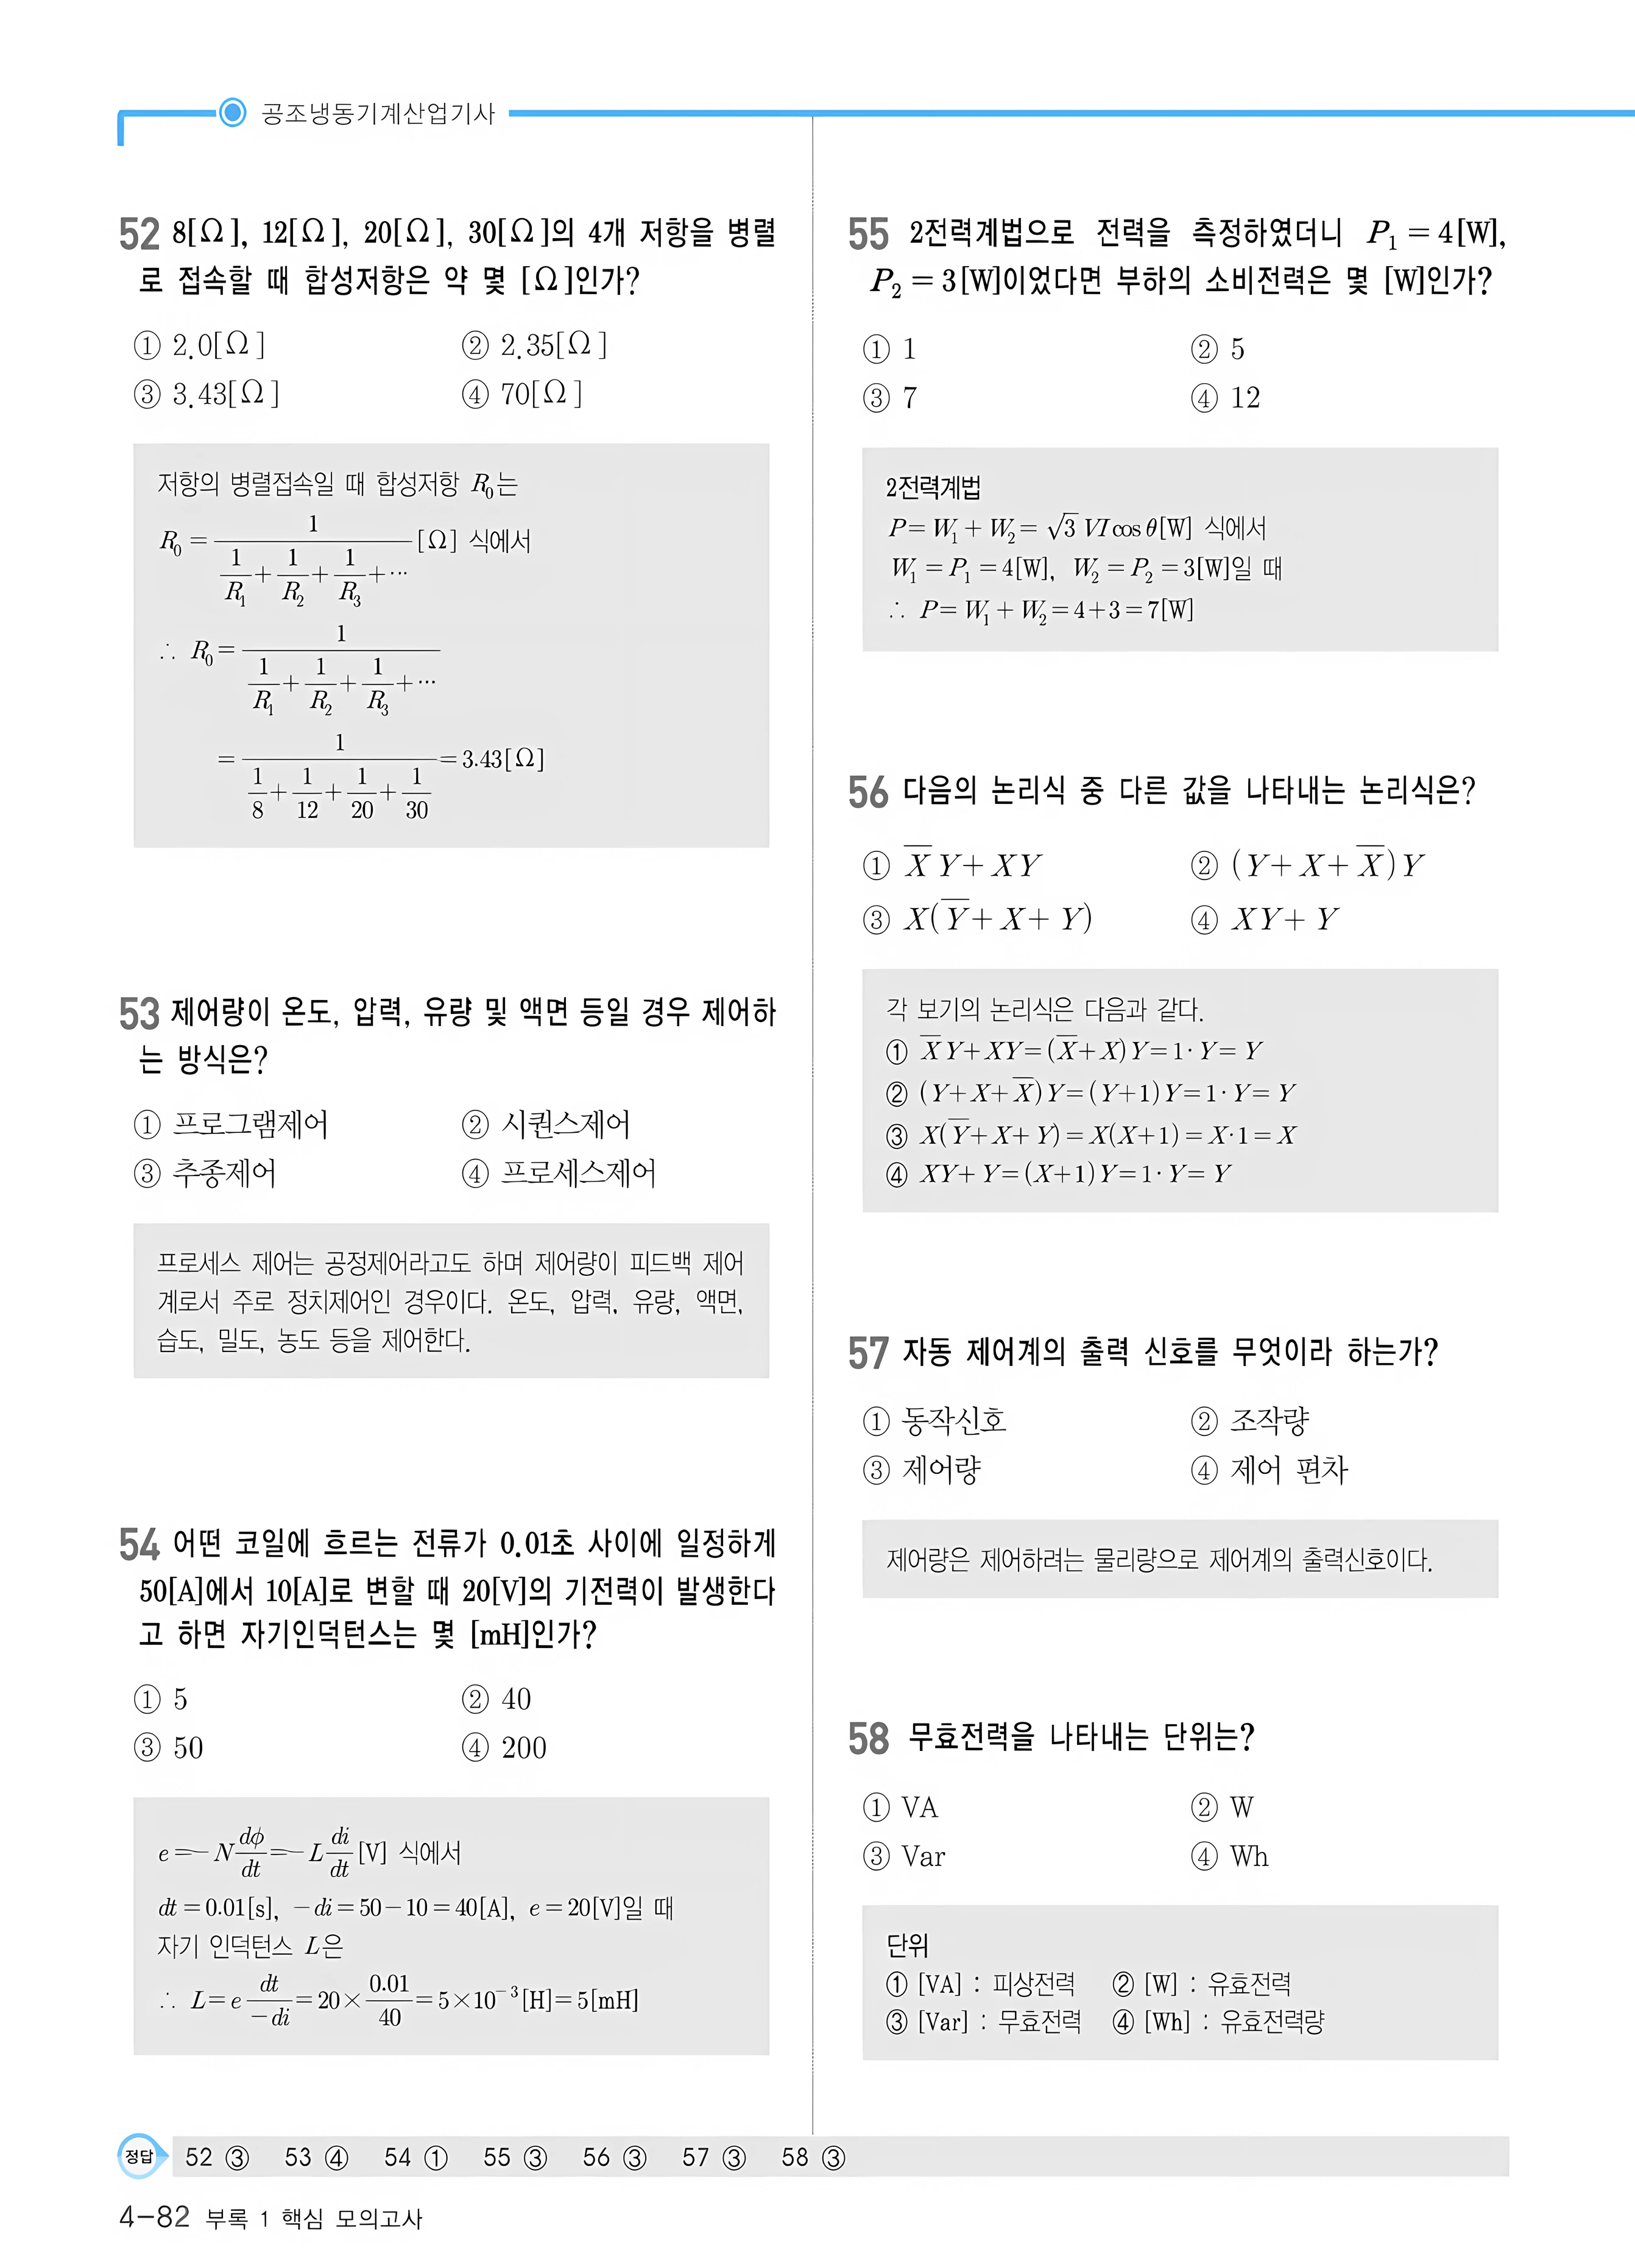 공조냉동기계산업기사
52 8[Ω], 12[Ω], 20[Ω], 30[Ω]의 4개 저항을 병렬
로 접속할 때 합성저항은 약 몇 [Ω]인가?
① 2.0[Ω] ② 2.35[Ω]
③ 3.43[Ω] ④ 70[Ω]
저항의 병렬접속일 때 합성저항 R₀는
R₀ = 1 / (1/R₁ + 1/R₂ + 1/R₃ + ⋯) [Ω] 식에서
∴ R₀ = 1 / (1/R₁ + 1/R₂ + 1/R₃ + ⋯)
= 1 / (1/8 + 1/12 + 1/20 + 1/30) = 3.43[Ω]
53 제어량이 온도, 압력, 유량 및 액면 등일 경우 제어하
는 방식은?
① 프로그램제어 ② 시퀀스제어
③ 추종제어 ④ 프로세스제어
프로세스 제어는 공정제어라고도 하며 제어량이 피드백 제어
계로서 주로 정치제어인 경우이다. 온도, 압력, 유량, 액면,
습도, 밀도, 농도 등을 제어한다.
54 어떤 코일에 흐르는 전류가 0.01초 사이에 일정하게
50[A]에서 10[A]로 변할 때 20[V]의 기전력이 발생한다
고 하면 자기인덕턴스는 몇 [mH]인가?
① 5 ② 40
③ 50 ④ 200
e = −N dϕ/dt = −L di/dt [V] 식에서
dt = 0.01[s], −di = 50−10 = 40[A], e = 20[V]일 때
자기 인덕턴스 L은
∴ L = e dt/−di = 20 × 0.01/40 = 5×10⁻³[H] = 5[mH]
55 2전력계법으로 전력을 측정하였더니 P₁ = 4[W],
P₂ = 3[W]이었다면 부하의 소비전력은 몇 [W]인가?
① 1 ② 5
③ 7 ④ 12
2전력계법
P = W₁ + W₂ = √3 VI cos θ[W] 식에서
W₁ = P₁ = 4[W], W₂ = P₂ = 3[W]일 때
∴ P = W₁ + W₂ = 4+3 = 7[W]
56 다음의 논리식 중 다른 값을 나타내는 논리식은?
① X̅Y + XY ② (Y + X + X̅)Y
③ X(Y̅ + X + Y) ④ XY + Y
각 보기의 논리식은 다음과 같다.
① X̅Y+XY=(X̅+X)Y=1·Y=Y
② (Y+X+X̅)Y=(Y+1)Y=1·Y=Y
③ X(Y̅+X+Y)=X(X+1)=X·1=X
④ XY+Y=(X+1)Y=1·Y=Y
57 자동 제어계의 출력 신호를 무엇이라 하는가?
① 동작신호 ② 조작량
③ 제어량 ④ 제어 편차
제어량은 제어하려는 물리량으로 제어계의 출력신호이다.
58 무효전력을 나타내는 단위는?
① VA ② W
③ Var ④ Wh
단위
① [VA] : 피상전력 ② [W] : 유효전력
③ [Var] : 무효전력 ④ [Wh] : 유효전력량
정답 52 ③ 53 ④ 54 ① 55 ③ 56 ③ 57 ③ 58 ③
4−82 부록 1 핵심 모의고사